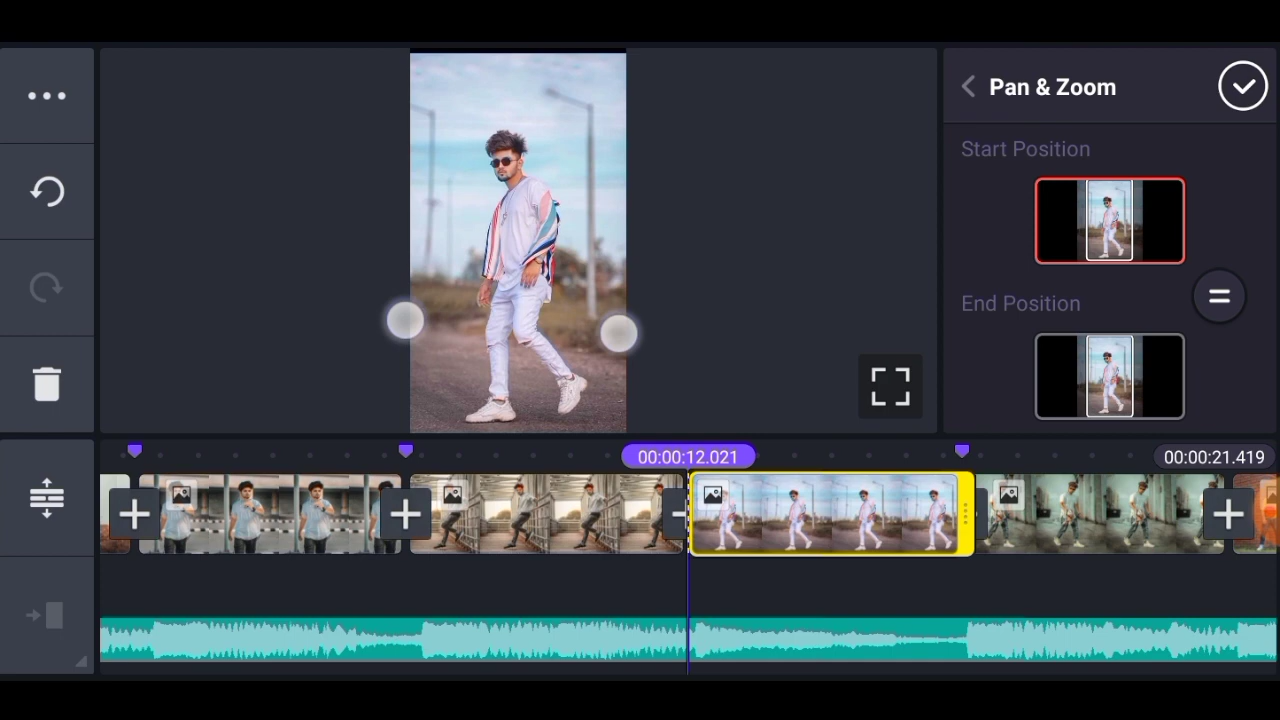 Pan & Zoom
Start Position
End Position
00:00:12.021
00:00:21.419